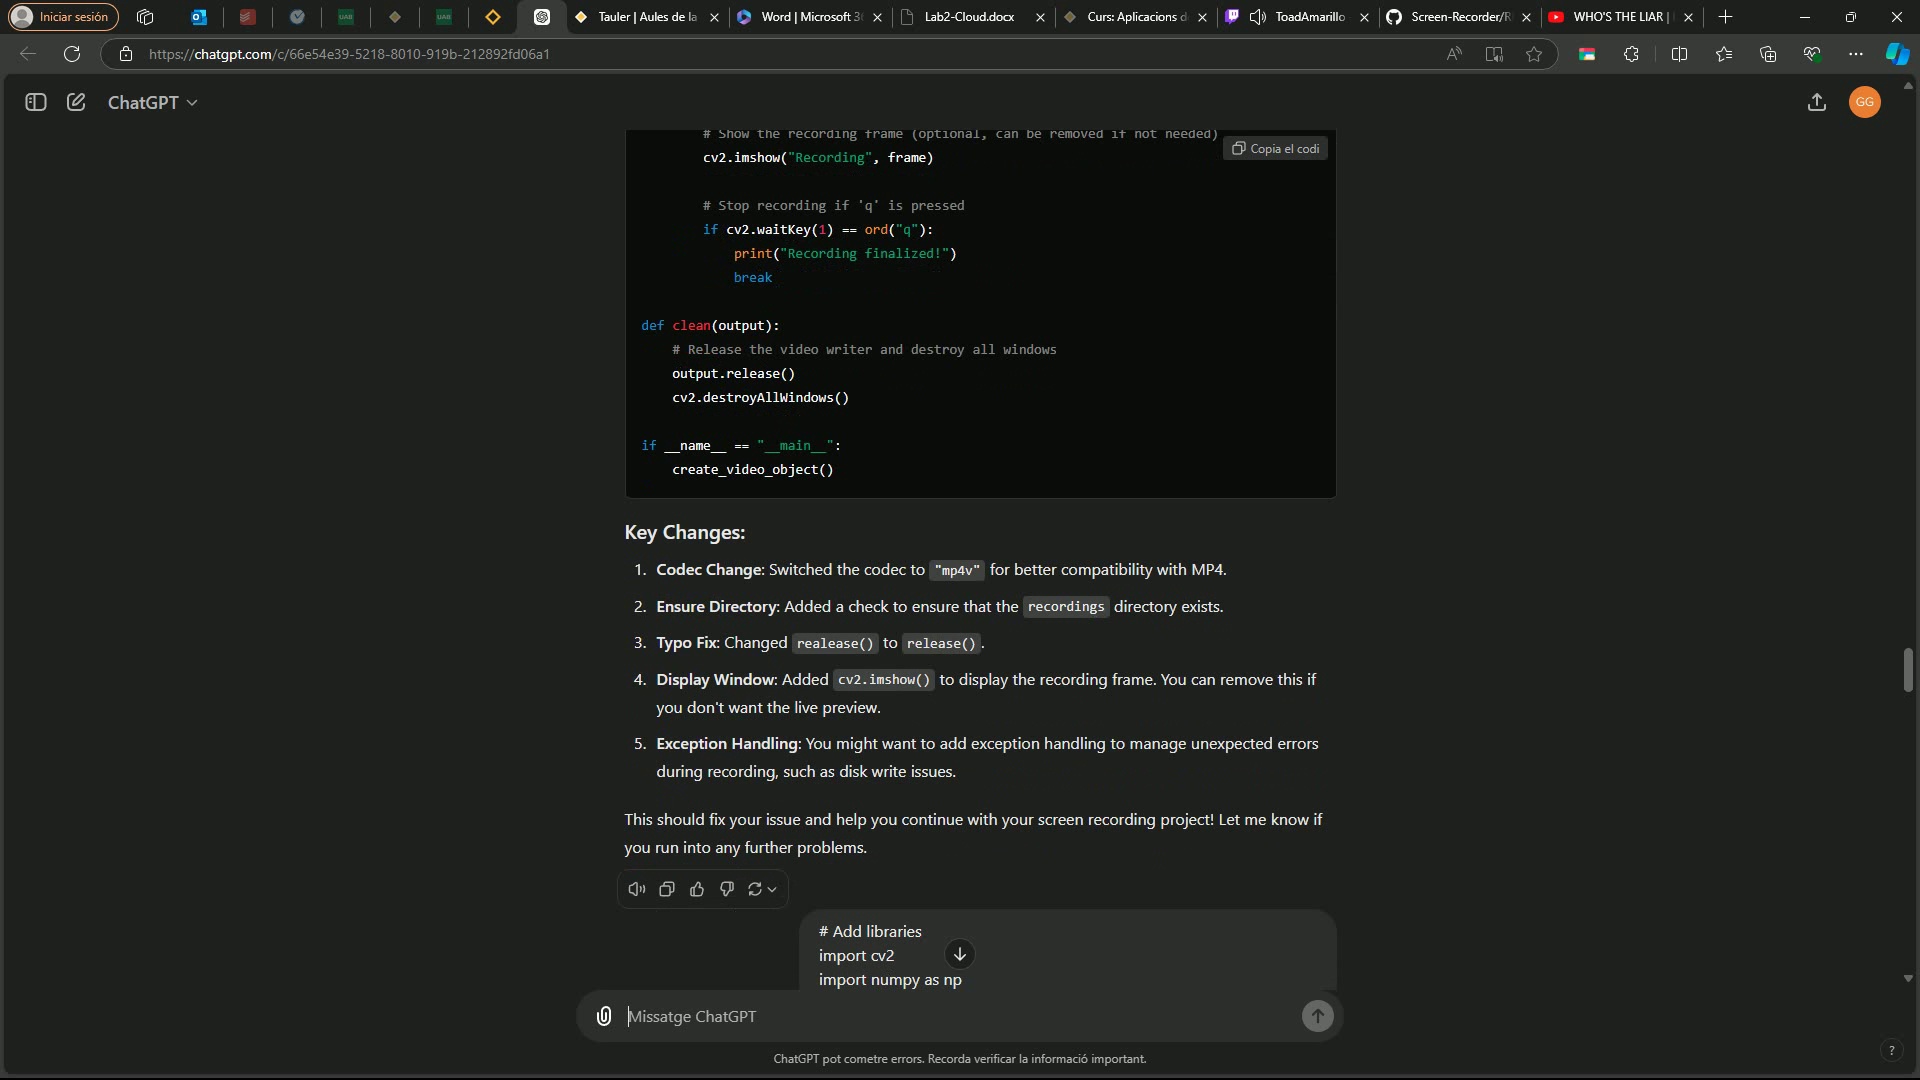 Iniciar sesión
UAB
UAB
Tauler | Aules de la
Word | Microsoft 3
Lab2-Cloud.docx
Curs: Aplicacions d
ToadAmarillo
Screen-Recorder/R
WHO'S THE LIAR |
https://chatgpt.com/c/66e54e39-5218-8010-919b-212892fd06a1
ChatGPT
GG
# Show the recording frame (optional, can be removed if not needed)
Copia el codi
cv2.imshow("Recording", frame)
# Stop recording if 'q' is pressed
if cv2.waitKey(1) == ord("q"):
print("Recording finalized!")
break
def clean(output):
# Release the video writer and destroy all windows
output.release()
cv2.destroyAllWindows()
if __name__ == "__main__":
create_video_object()
Key Changes:
1. Codec Change: Switched the codec to "mp4v" for better compatibility with MP4.
2. Ensure Directory: Added a check to ensure that the recordings directory exists.
3. Typo Fix: Changed realease() to release().
4. Display Window: Added cv2.imshow() to display the recording frame. You can remove this if
you don't want the live preview.
5. Exception Handling: You might want to add exception handling to manage unexpected errors
during recording, such as disk write issues.
This should fix your issue and help you continue with your screen recording project! Let me know if
you run into any further problems.
# Add libraries
import cv2
import numpy as np
Missatge ChatGPT
ChatGPT pot cometre errors. Recorda verificar la informació important.
?